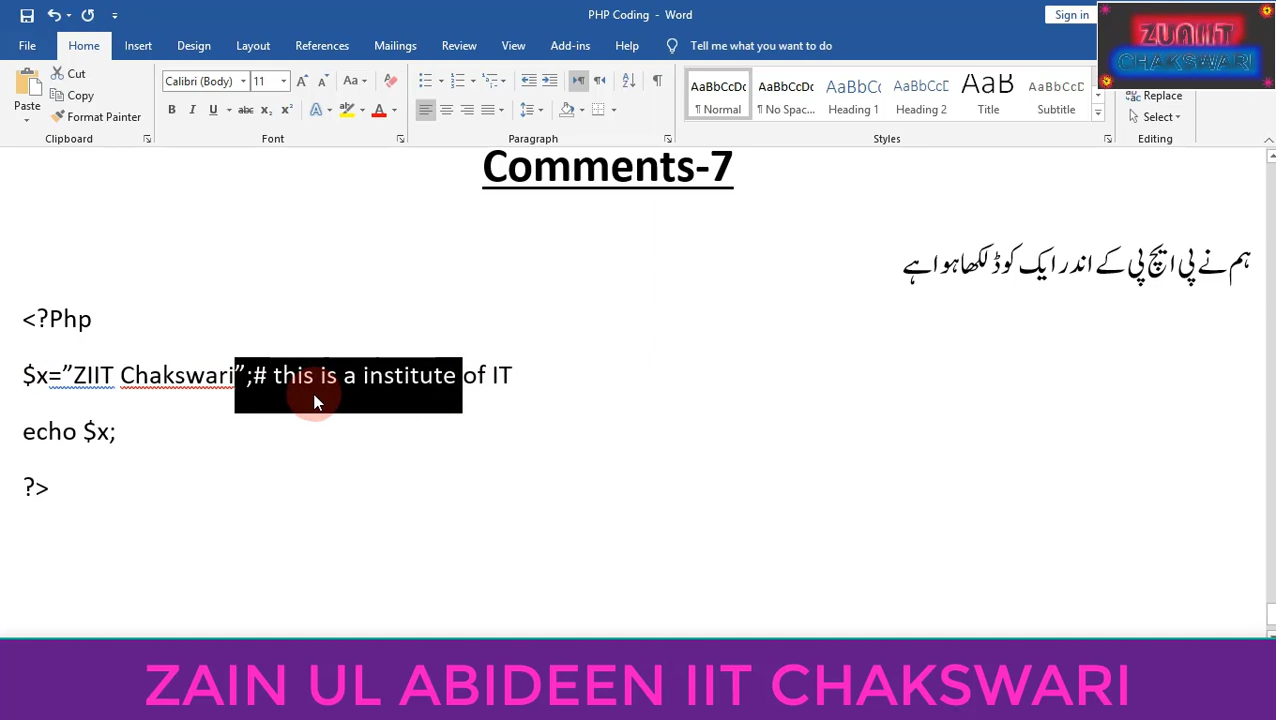 PHP Coding - Word
Sign in
ZUAIIT
CHAKSWARI
File Home Insert Design Layout References Mailings Review View Add-ins Help Tell me what you want to do
Paste
Cut
Copy
Format Painter
Clipboard
Calibri (Body) 11
Paragraph
AaBbCcDc AaBbCcDc AaBbCc AaBbCcD AaB AaBbCcD
¶ Normal ¶ No Spac... Heading 1 Heading 2 Title Subtitle
Styles
Replace
Select
Editing
Font
Comments-7
ہم نے پی ایچ پی کے اندر ایک کوڈ لکھا ہوا ہے
<?Php
$x=”ZIIT Chakswari”;# this is a institute of IT
echo $x;
?>
ZAIN UL ABIDEEN IIT CHAKSWARI